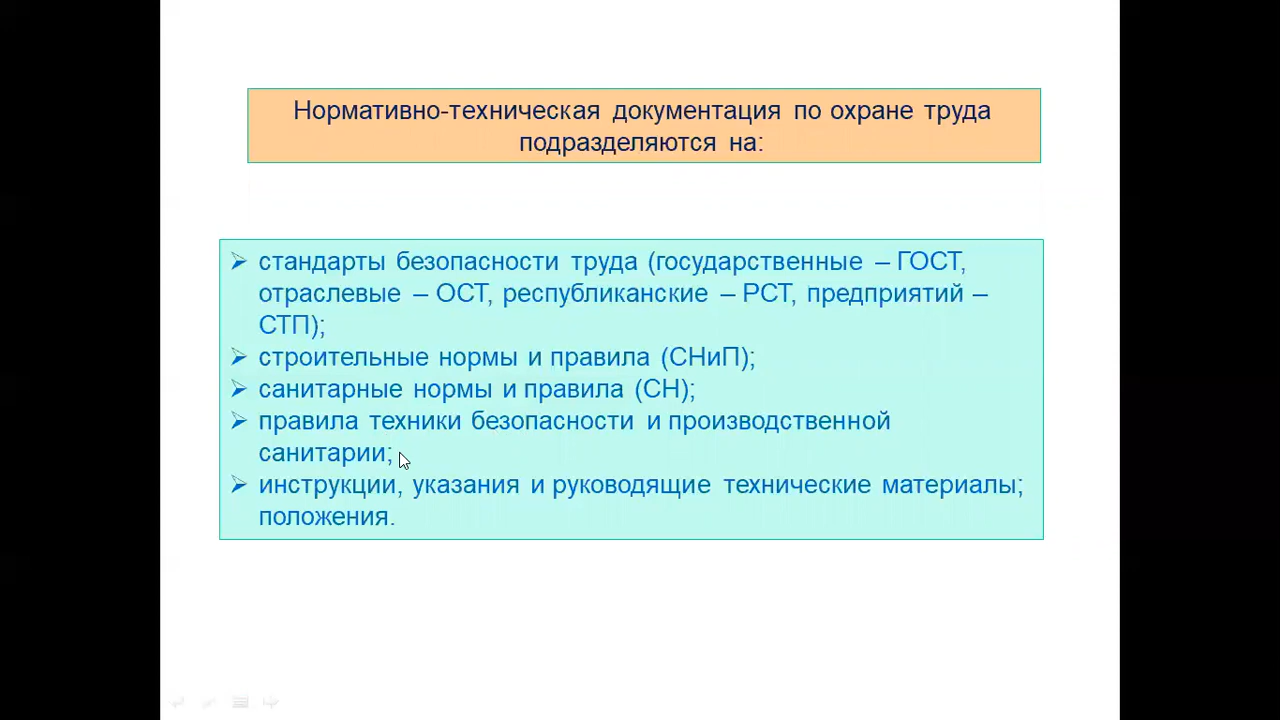 Нормативно-техническая документация по охране труда
подразделяются на:
стандарты безопасности труда (государственные – ГОСТ,
отраслевые – ОСТ, республиканские – РСТ, предприятий –
СТП);
строительные нормы и правила (СНиП);
санитарные нормы и правила (СН);
правила техники безопасности и производственной
санитарии;
инструкции, указания и руководящие технические материалы;
положения.